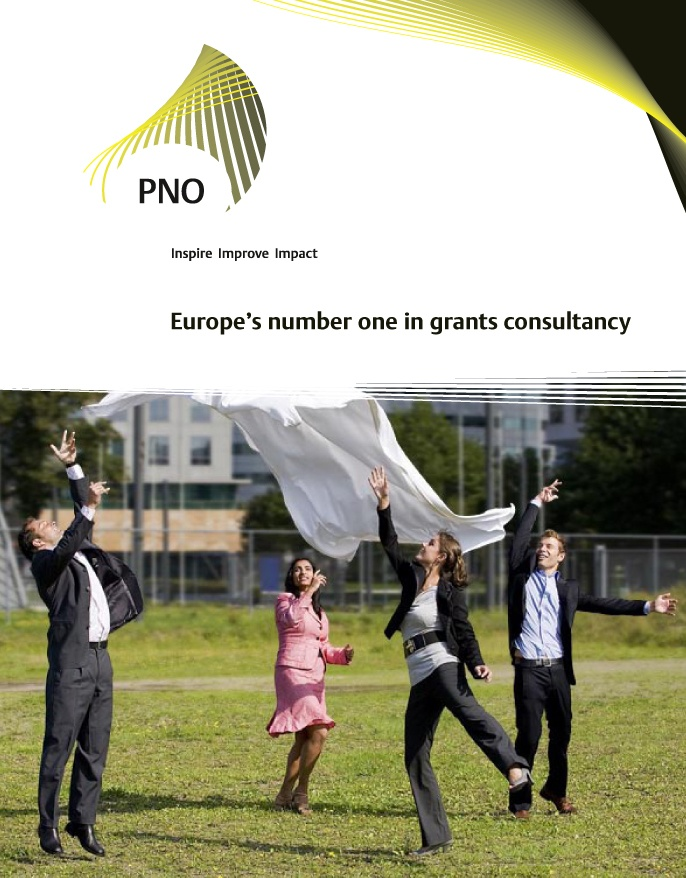 PNO
Inspire Improve Impact
Europe's number one in grants consultancy